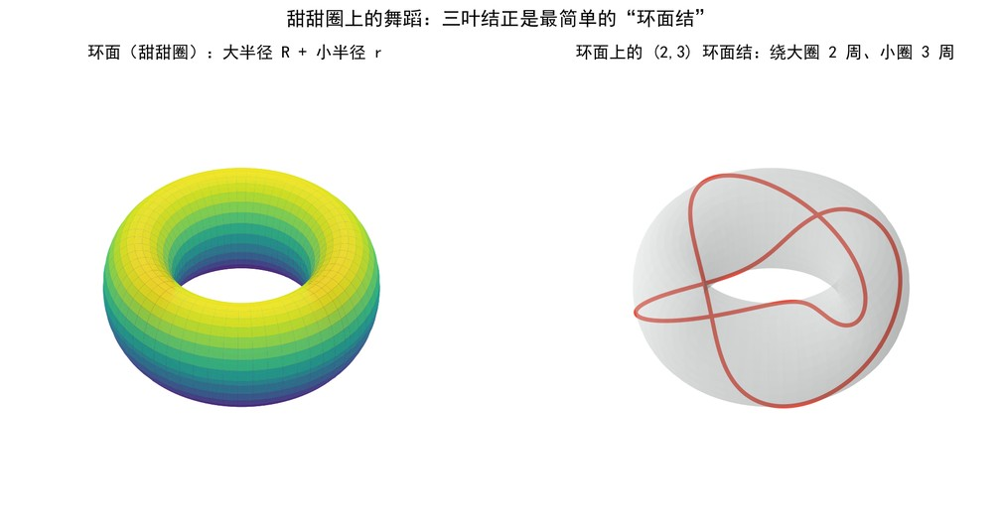 甜甜圈上的舞蹈：三叶结正是最简单的“环面结”
环面（甜甜圈）：大半径 R + 小半径 r
环面上的 (2,3) 环面结：绕大圈 2 周、小圈 3 周